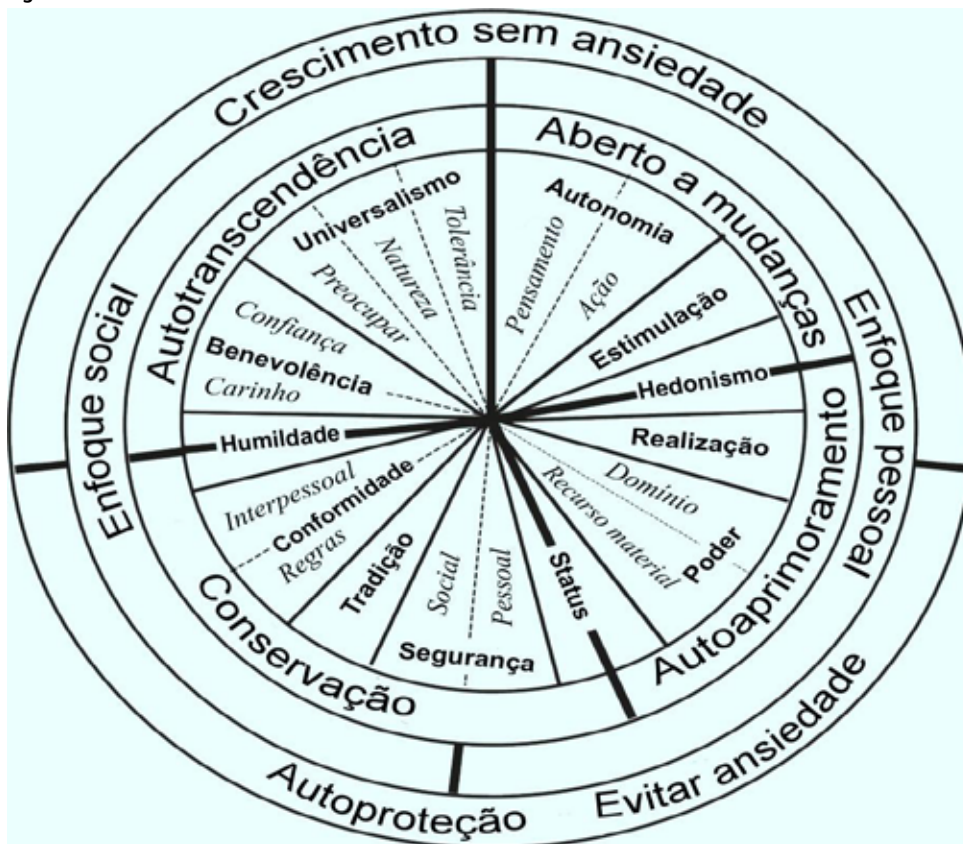 Crescimento sem ansiedade
Autotranscendência
Aberto a mudanças
Universalismo
Tolerância
Natureza
Preocupar
Autonomia
Pensamento
Ação
Confiança
Benevolência
Carinho
Estimulação
Hedonismo
Enfoque social
Enfoque pessoal
Humildade
Realização
Interpessoal
Conformidade
Regras
Domínio
Recurso material
Poder
Tradição
Social
Pessoal
Segurança
Status
Conservação
Autoaprimoramento
Autoproteção
Evitar ansiedade